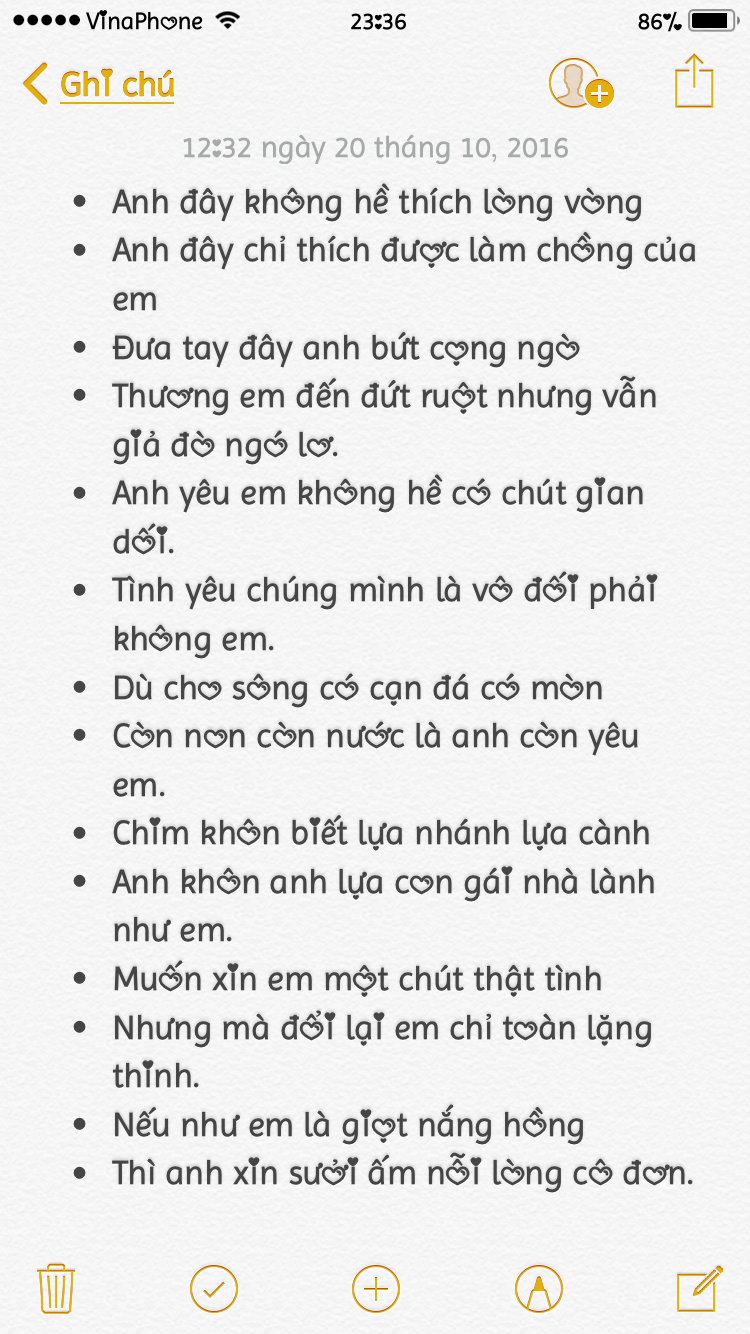 VinaPhone
23:36
86%
Ghi chú
12:32 ngày 20 tháng 10, 2016
• Anh đây không hề thích lòng vòng
• Anh đây chỉ thích được làm chồng của
em
• Đưa tay đây anh bứt cọng ngò
• Thương em đến đứt ruột nhưng vẫn
giả đò ngó lơ.
• Anh yêu em không hề có chút gian
dối.
• Tình yêu chúng mình là vô đối phải
không em.
• Dù cho sông có cạn đá có mòn
• Còn non còn nước là anh còn yêu
em.
• Chim khôn biết lựa nhánh lựa cành
• Anh khôn anh lựa con gái nhà lành
như em.
• Muốn xin em một chút thật tình
• Nhưng mà đổi lại em chỉ toàn lặng
thinh.
• Nếu như em là giọt nắng hồng
• Thì anh xin sưởi ấm nỗi lòng cô đơn.